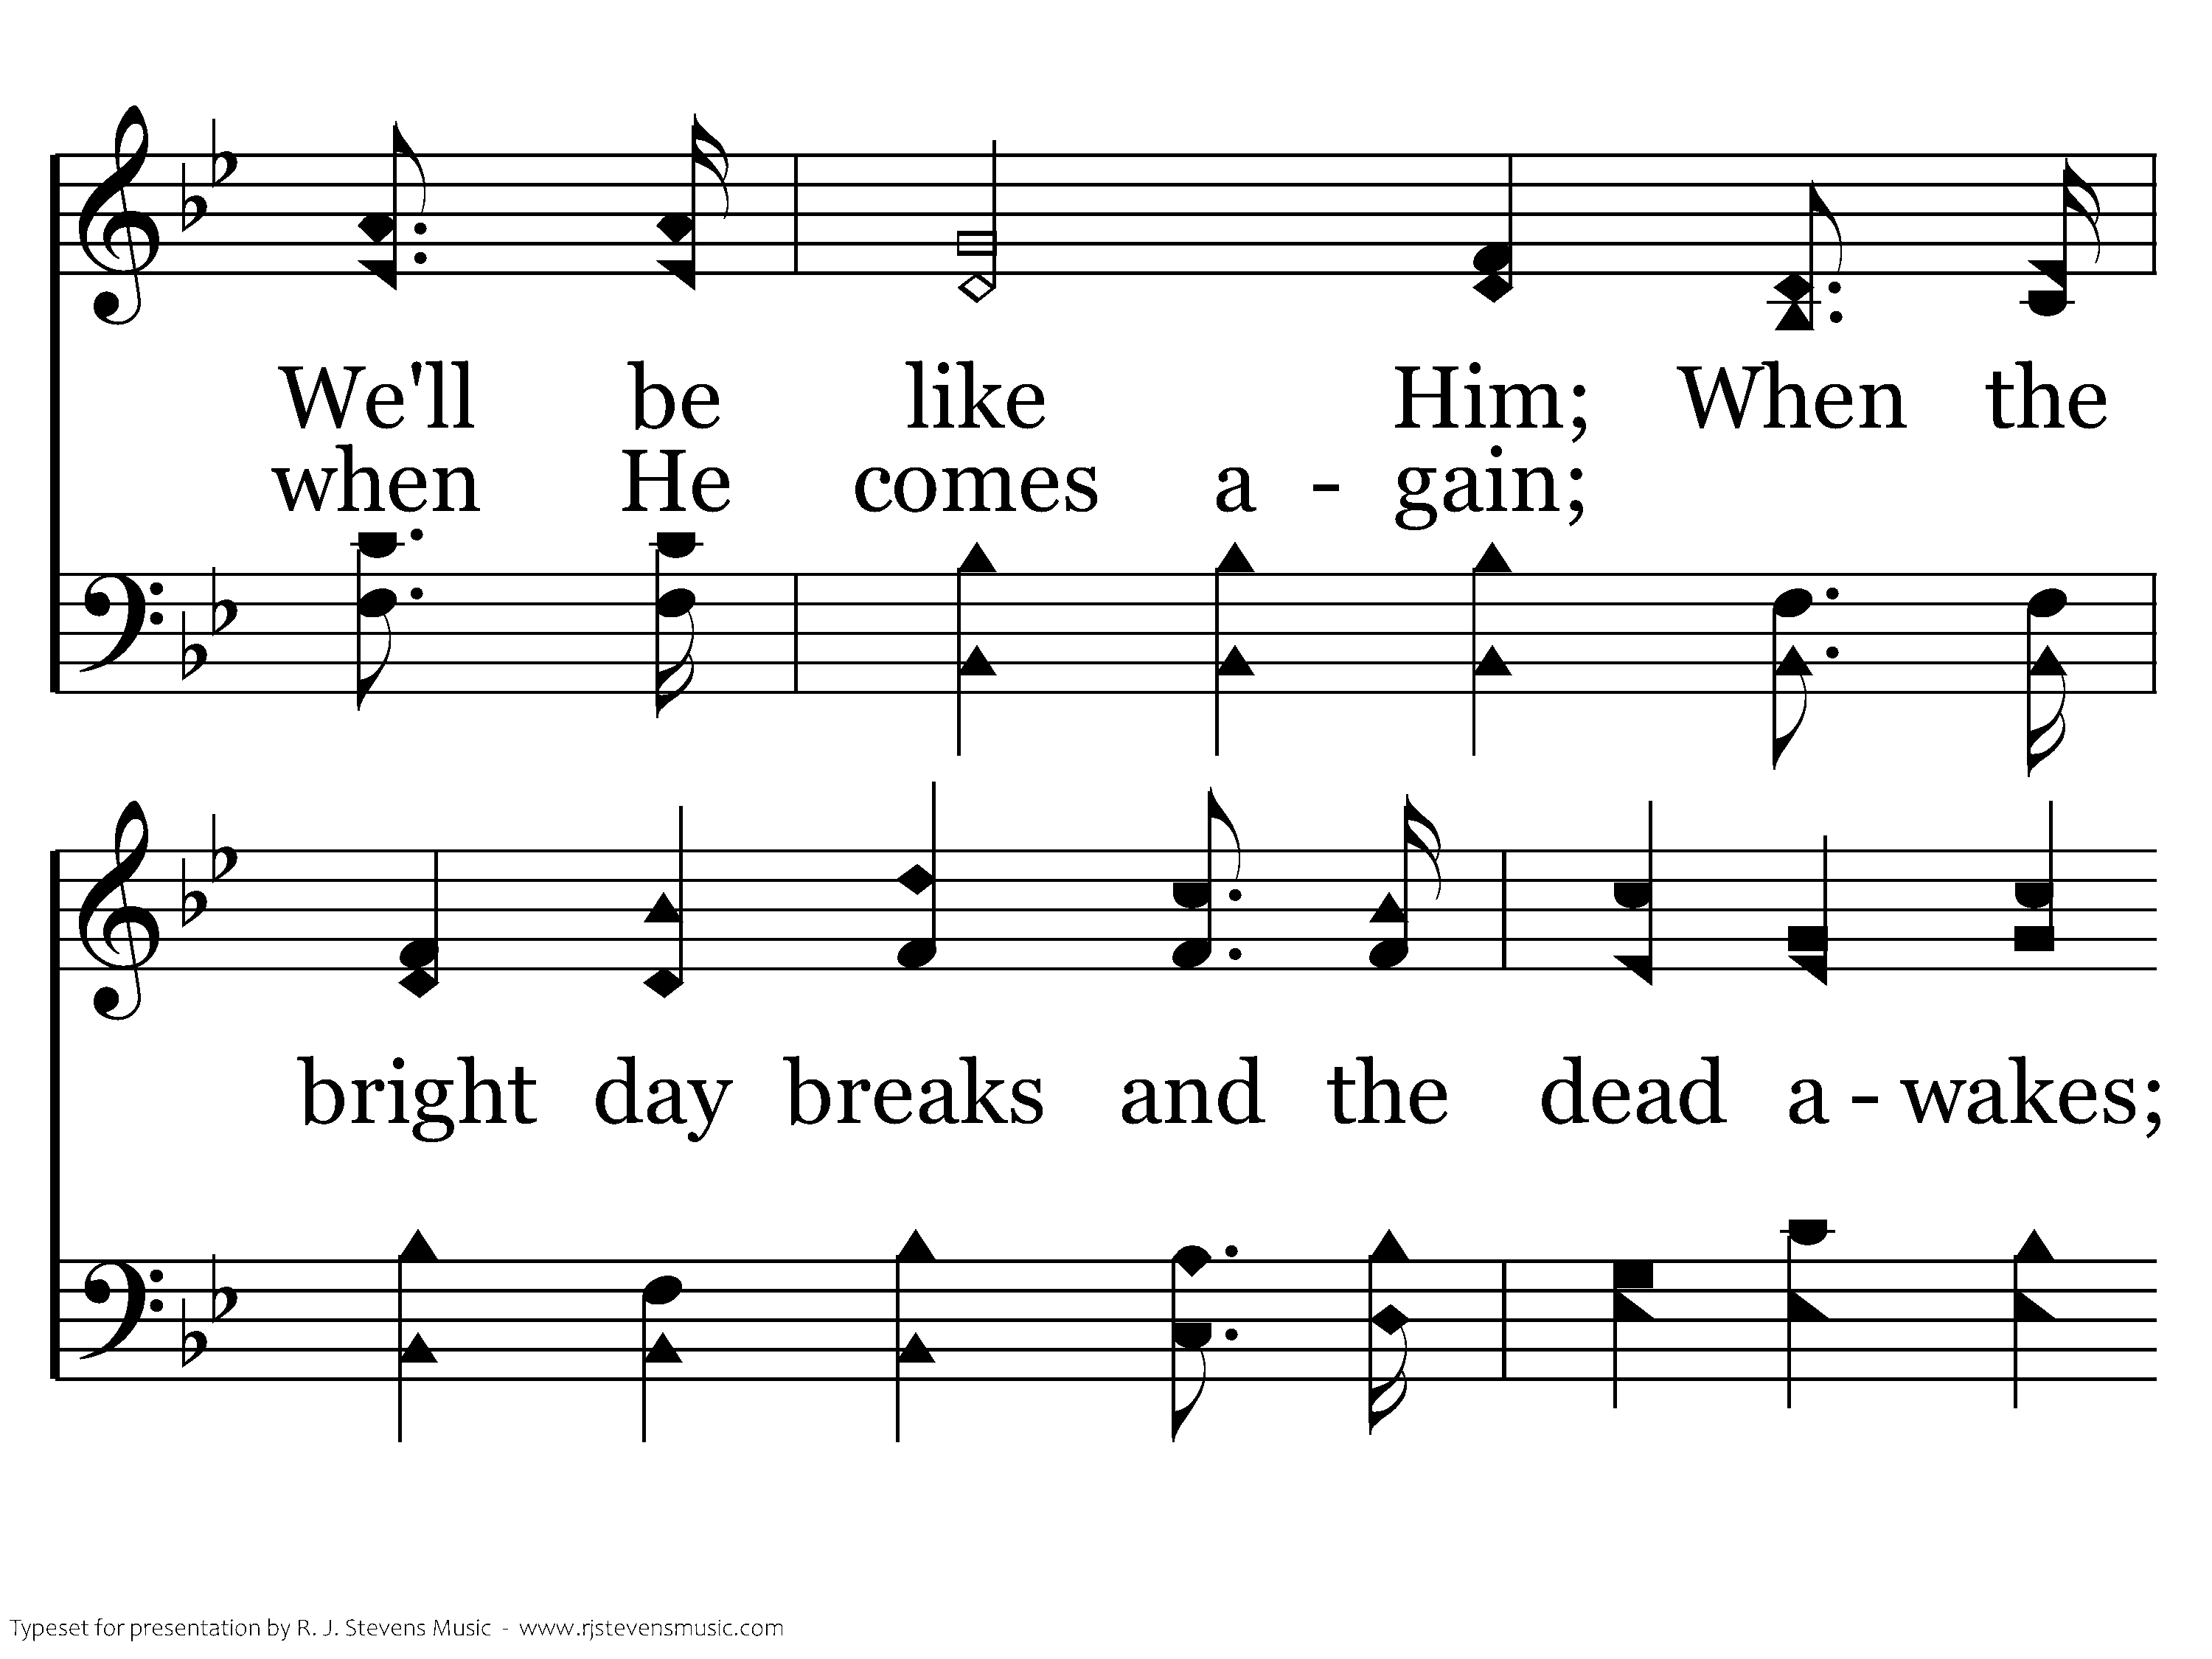 We'll be like Him; When the
when He comes a - gain;
bright day breaks and the dead a - wakes;
Typeset for presentation by R. J. Stevens Music - www.rjstevensmusic.com